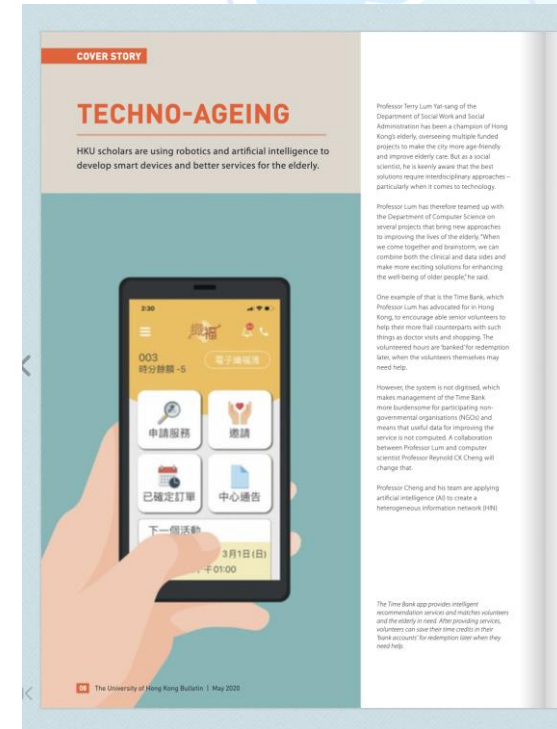 COVER STORY
TECHNO-AGEING
HKU scholars are using robotics and artificial intelligence to
develop smart devices and better services for the elderly.
2:30
織福
003
電子織福簿
時分餘額 -5
申請服務
邀請
已確定訂單
中心通告
下一個活動
3月1日(日)
午01:00
The University of Hong Kong Bulletin | May 2020
Professor Terry Lum Yat-sang of the
Department of Social Work and Social
Administration has been a champion of Hong
Kong's elderly, overseeing multiple funded
projects to make the city more age-friendly
and improve elderly care. But as a social
scientist, he is keenly aware that the best
solutions require interdisciplinary approaches –
particularly when it comes to technology.
Professor Lum has therefore teamed up with
the Department of Computer Science on
several projects that bring new approaches
to improving the lives of the elderly. "When
we come together and brainstorm, we can
combine both the clinical and data sides and
make more exciting solutions for enhancing
the well-being of older people," he said.
One example of that is the Time Bank, which
Professor Lum has advocated for in Hong
Kong, to encourage able senior volunteers to
help their more frail counterparts with such
things as doctor visits and shopping. The
volunteered hours are 'banked' for redemption
later, when the volunteers themselves may
need help.
However, the system is not digitised, which
makes management of the Time Bank
more burdensome for participating non-
governmental organisations (NGOs) and
means that useful data for improving the
service is not computed. A collaboration
between Professor Lum and computer
scientist Professor Reynold CK Cheng will
change that.
Professor Cheng and his team are applying
artificial intelligence (AI) to create a
heterogeneous information network (HIN)
The Time Bank app provides intelligent
recommendation services and matches volunteers
and the elderly in need. After providing services,
volunteers can save their time credits in their
'bank accounts' for redemption later when they
need help.